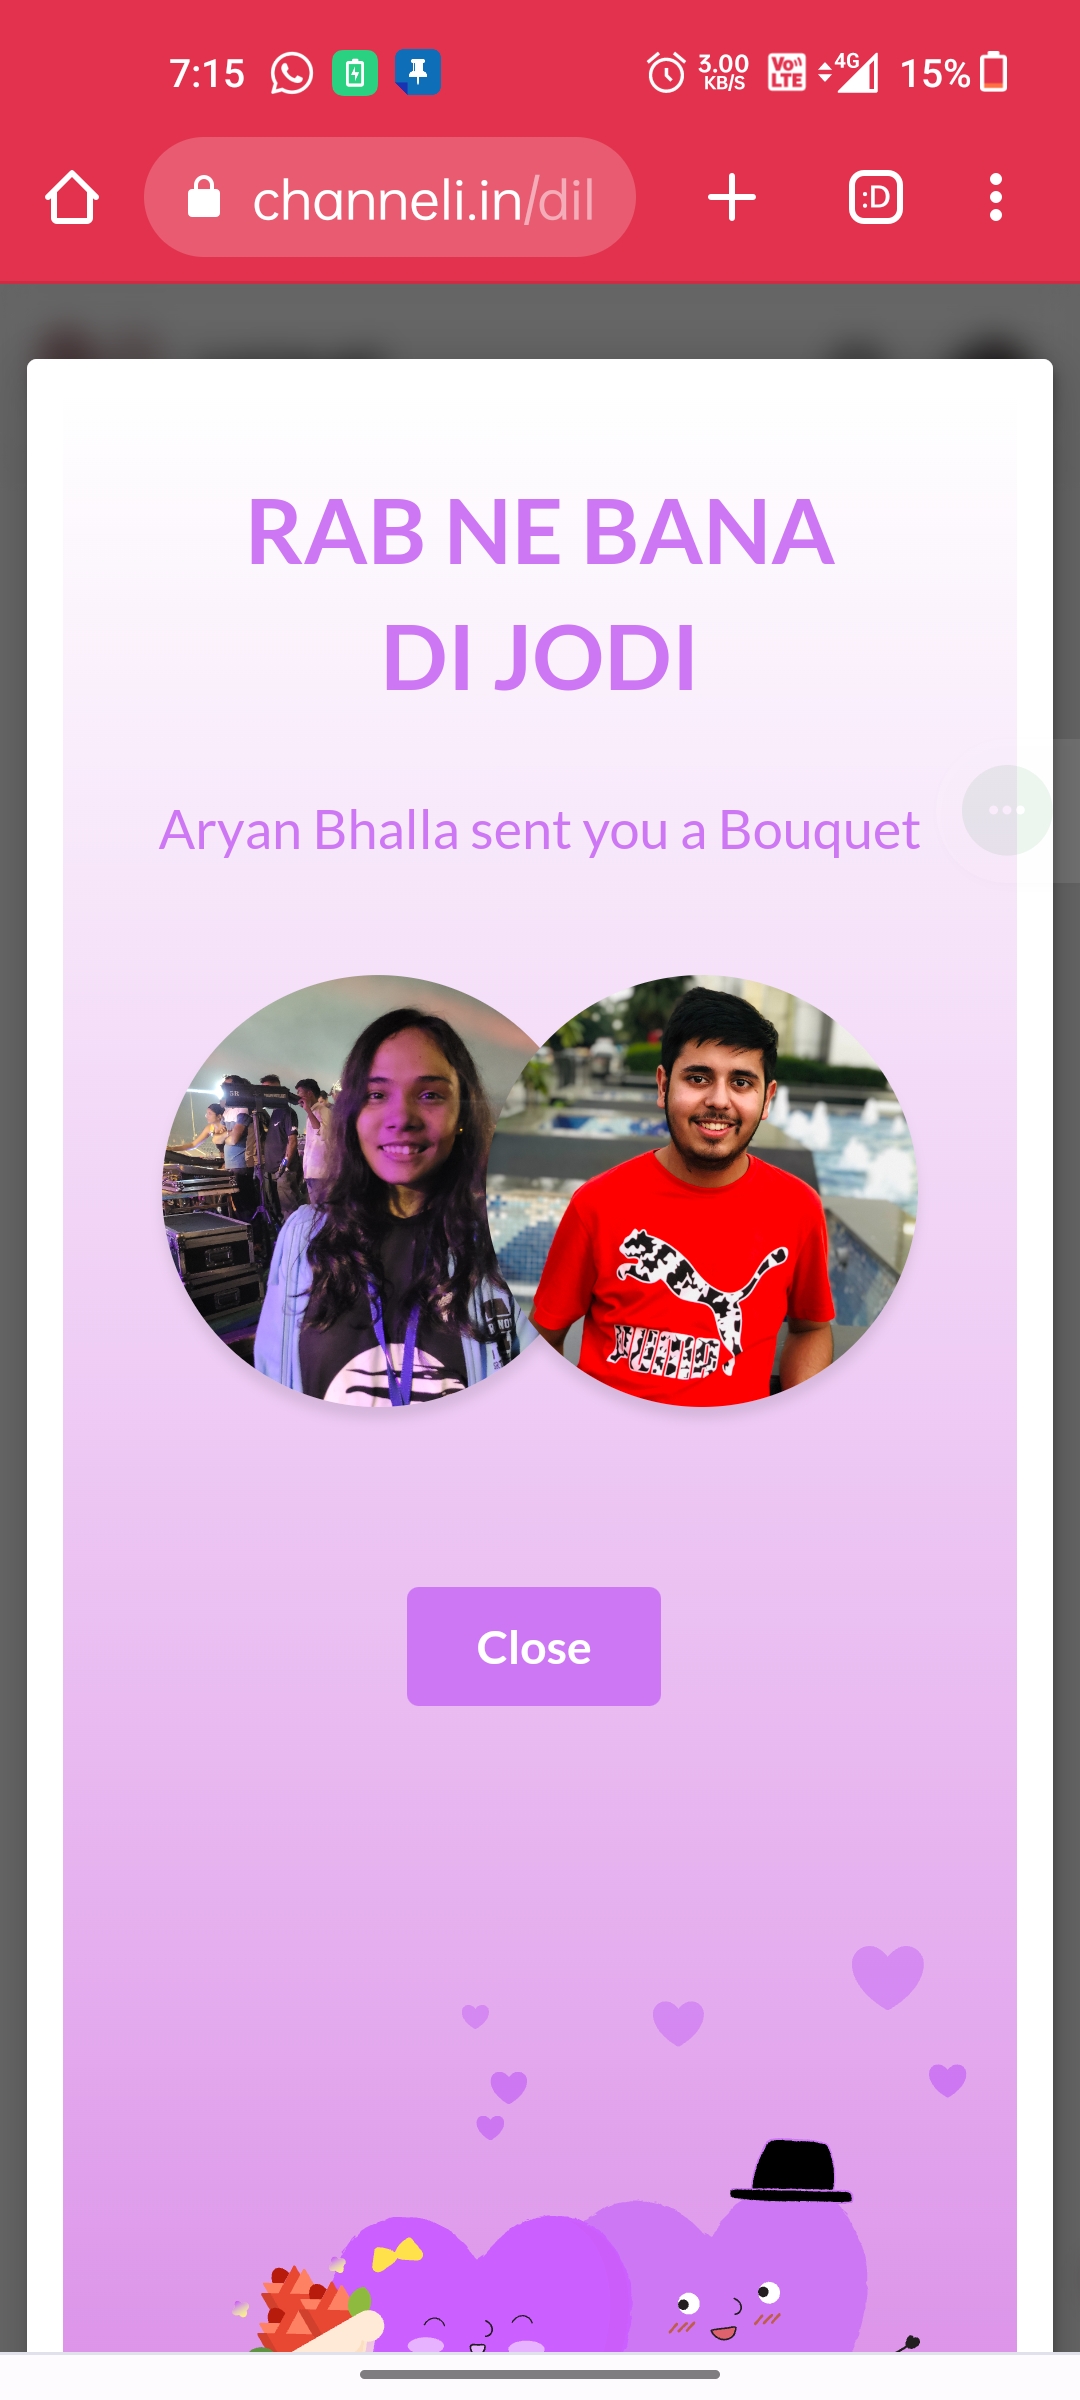 7:15
3.00
KB/S
Vo
LTE
4G
15%
channeli.in/dil
:D
RAB NE BANA
DI JODI
Aryan Bhalla sent you a Bouquet
PUMA
Close